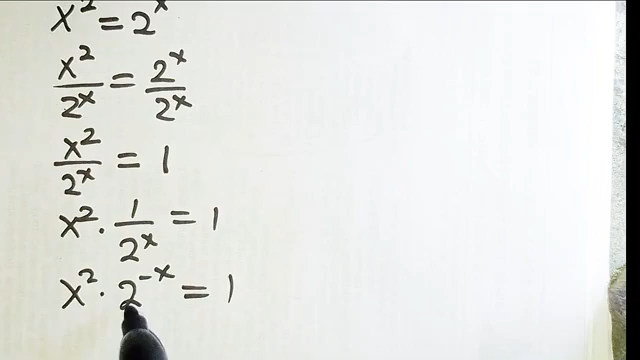 x² = 2ˣ
x²/2ˣ = 2ˣ/2ˣ
x²/2ˣ = 1
x² · 1/2ˣ = 1
x² · 2⁻ˣ = 1